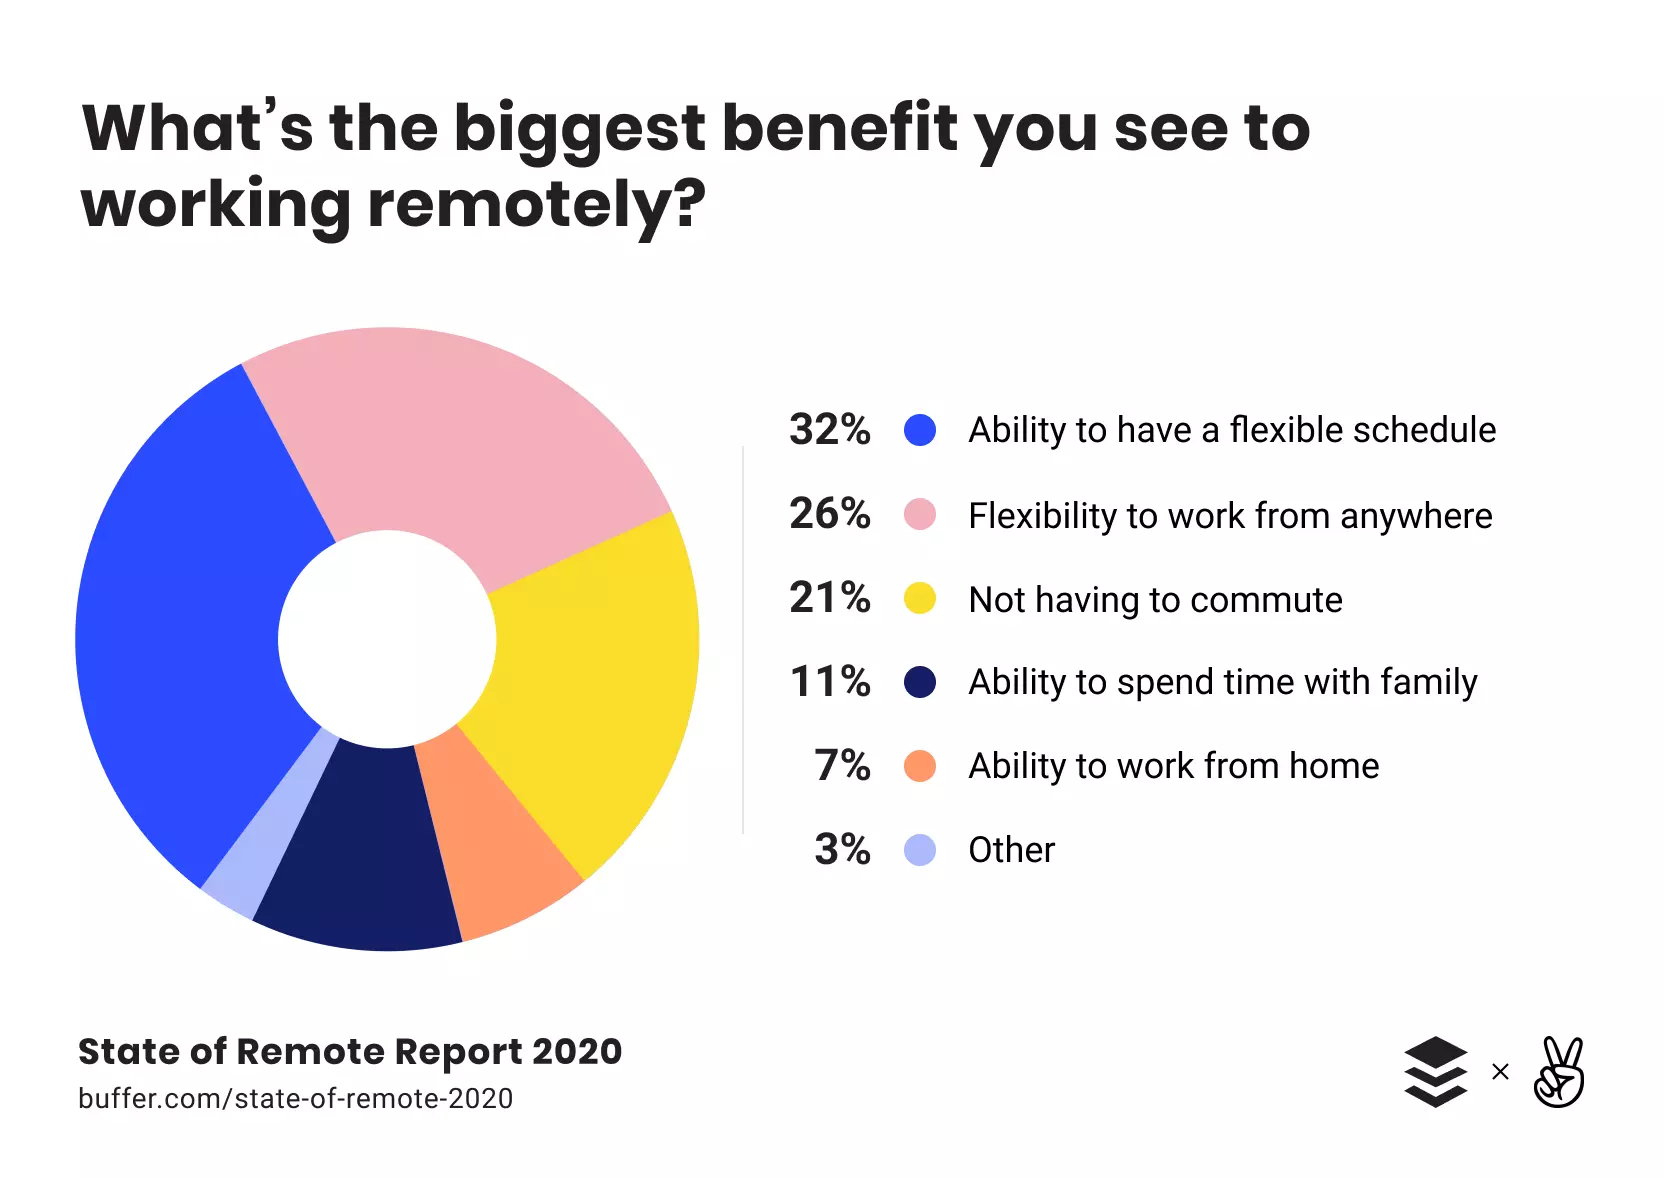 What’s the biggest benefit you see to
working remotely?
32% Ability to have a flexible schedule
26% Flexibility to work from anywhere
21% Not having to commute
11% Ability to spend time with family
7% Ability to work from home
3% Other
State of Remote Report 2020
buffer.com/state-of-remote-2020
×